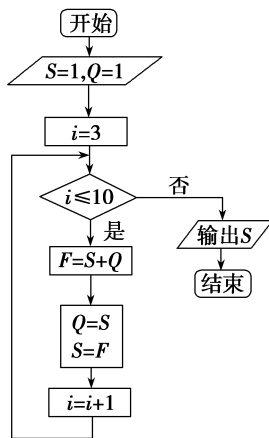 开始
S=1,Q=1
i=3
i≤10
否
是
输出S
F=S+Q
结束
Q=S
S=F
i=i+1